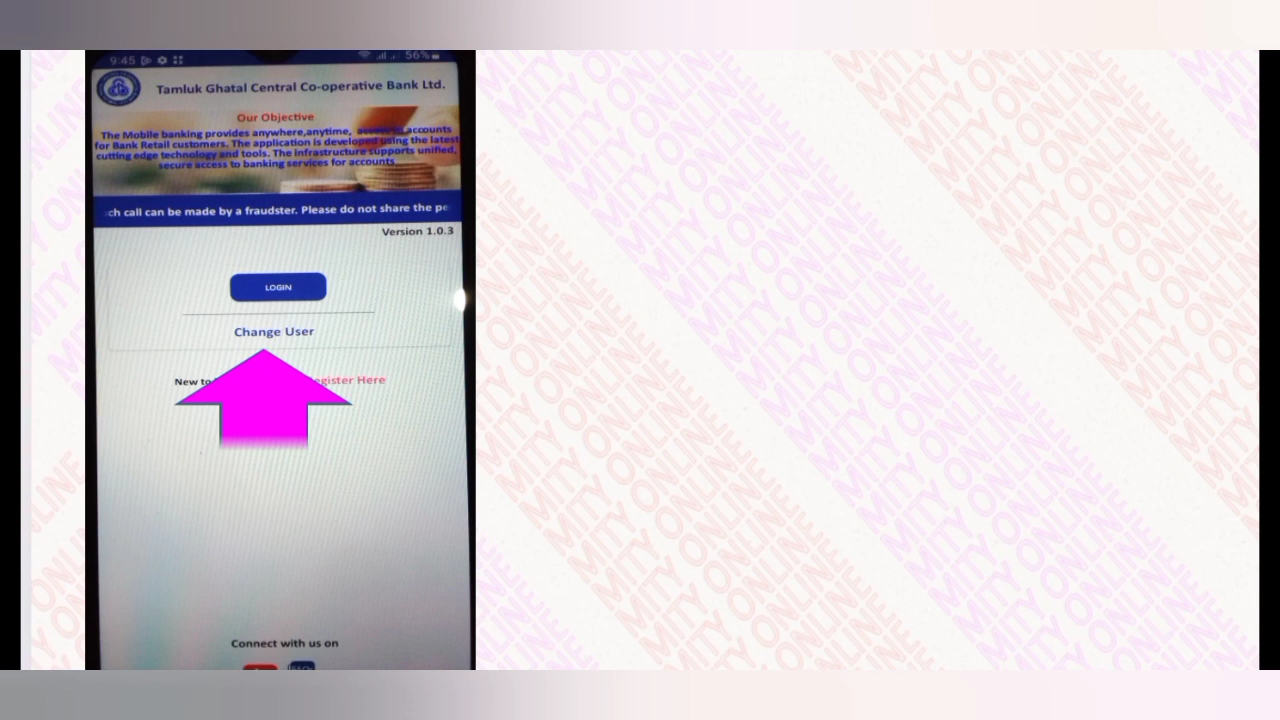 9:45
56%
Tamluk Ghatal Central Co-operative Bank Ltd.
Our Objective
The Mobile banking provides anywhere,anytime, access to accounts
for Bank Retail customers. The application is developed using the latest
cutting edge technology and tools. The infrastructure supports unified,
secure access to banking services for accounts
ch call can be made by a fraudster. Please do not share the pe
Version 1.0.3
LOGIN
Change User
New to egister Here
Connect with us on
MITY ONLINE